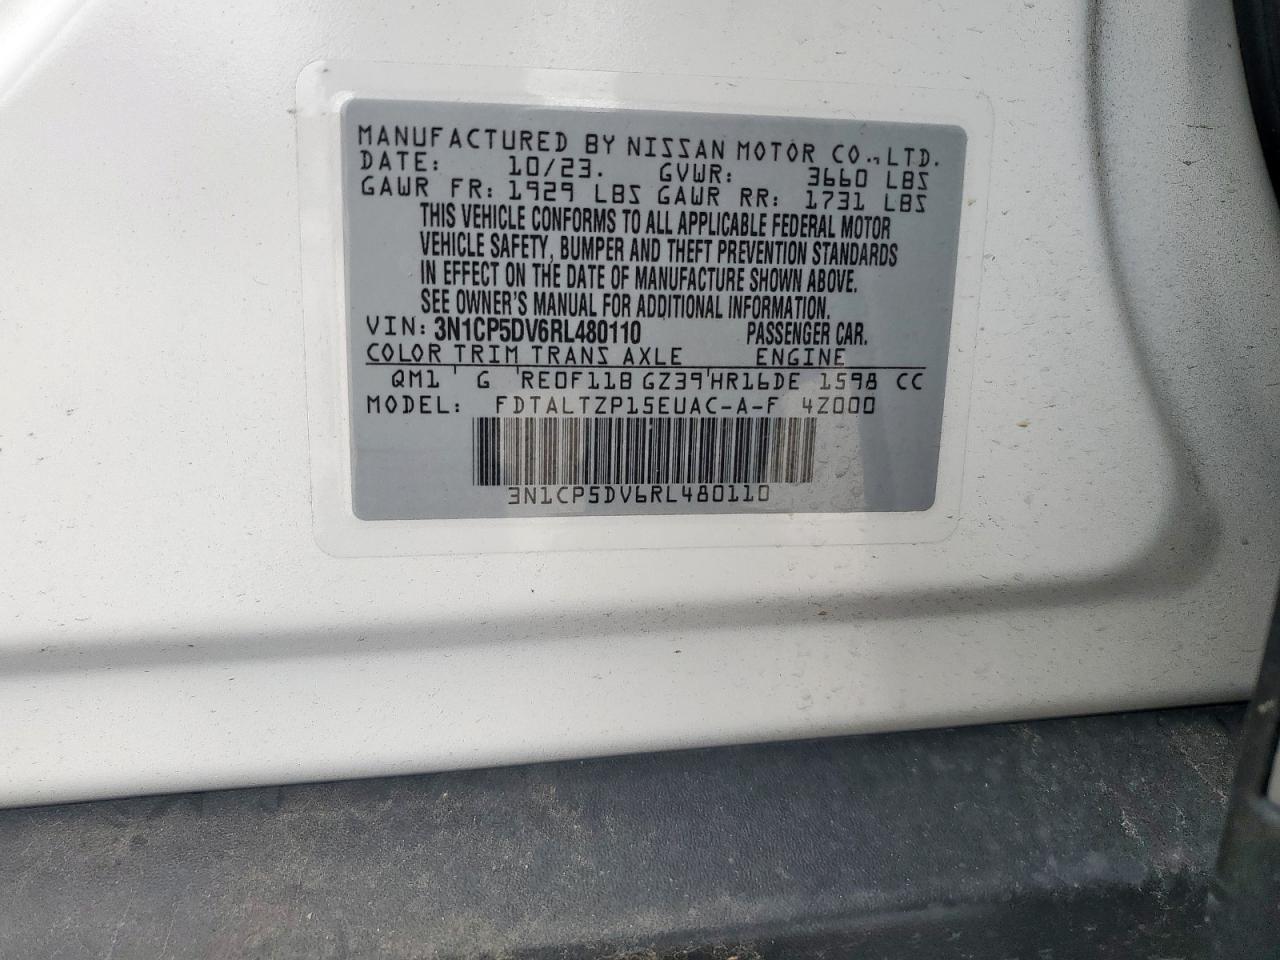 MANUFACTURED BY NISSAN MOTOR CO., LTD.
DATE: 10/23. GVWR: 3660 LBS
GAWR FR: 1929 LBS GAWR RR: 1731 LBS
THIS VEHICLE CONFORMS TO ALL APPLICABLE FEDERAL MOTOR
VEHICLE SAFETY, BUMPER AND THEFT PREVENTION STANDARDS
IN EFFECT ON THE DATE OF MANUFACTURE SHOWN ABOVE.
SEE OWNER'S MANUAL FOR ADDITIONAL INFORMATION.
VIN: 3N1CP5DV6RL480110 PASSENGER CAR.
COLOR TRIM TRANS AXLE ENGINE
QM1 ' G 'RE0F11B GZ39'HR16DE 1598 CC
MODEL: FDTALTZP15EUAC-A-F 4Z000
3N1CP5DV6RL480110